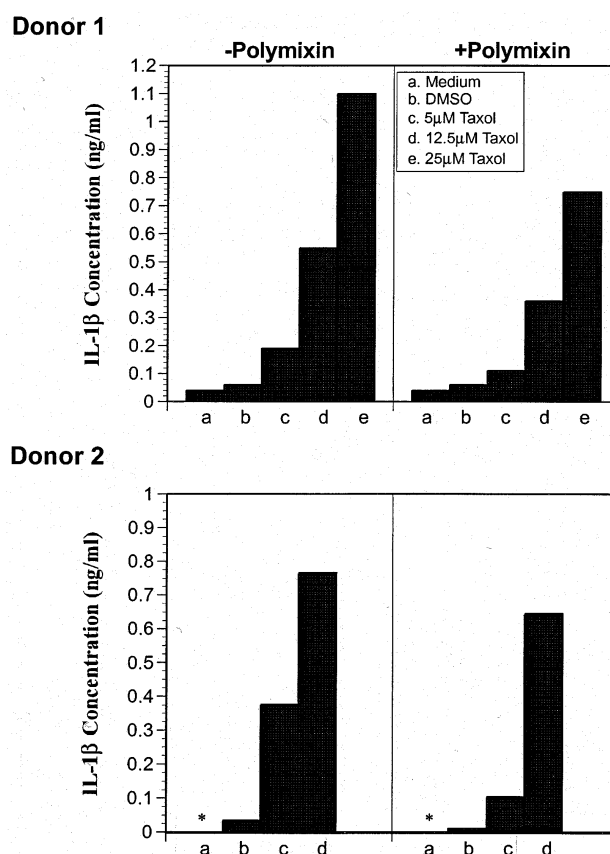 Donor 1
-Polymixin
+Polymixin
IL-1β Concentration (ng/ml)
1.2
1.1
1
0.9
0.8
0.7
0.6
0.5
0.4
0.3
0.2
0.1
0
a. Medium
b. DMSO
c. 5μM Taxol
d. 12.5μM Taxol
e. 25μM Taxol
a b c d e
a b c d e
Donor 2
IL-1β Concentration (ng/ml)
1
0.9
0.8
0.7
0.6
0.5
0.4
0.3
0.2
0.1
0
* *
a b c d
a b c d